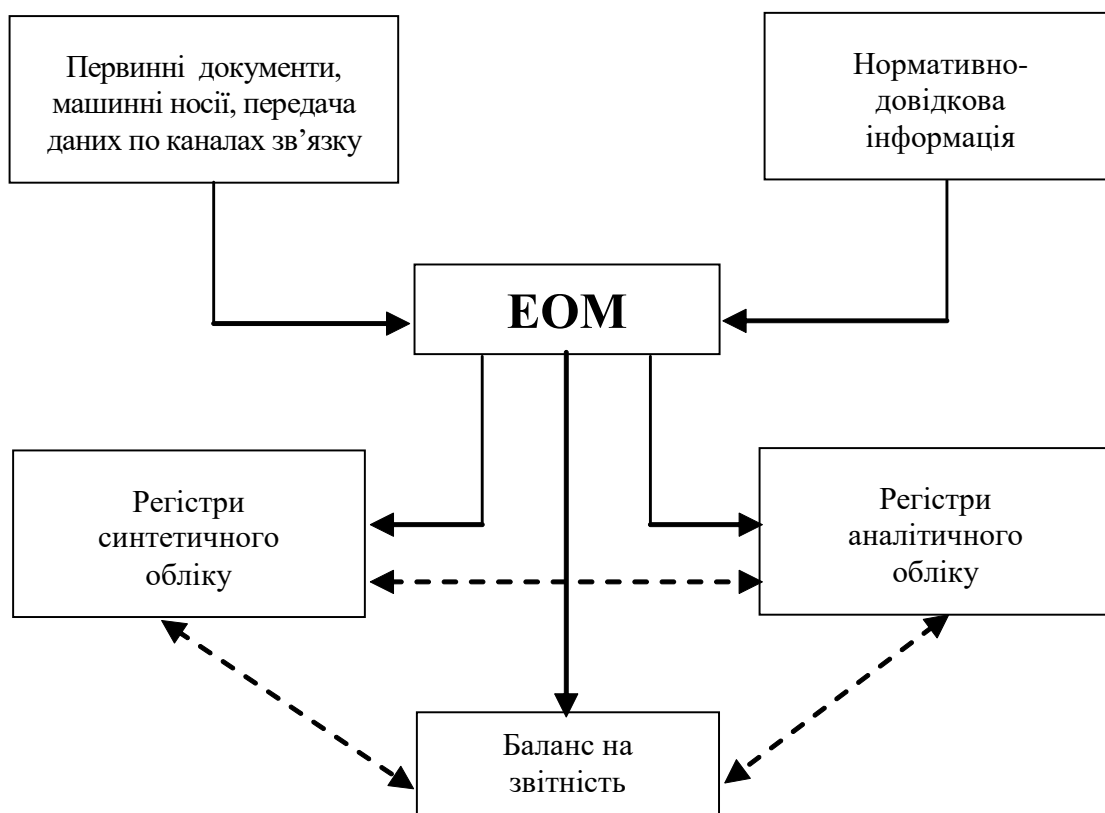 Первинні документи,
машинні носії, передача
даних по каналах зв’язку
Нормативно-
довідкова
інформація
ЕОМ
Регістри
синтетичного
обліку
Регістри
аналітичного
обліку
Баланс на
звітність